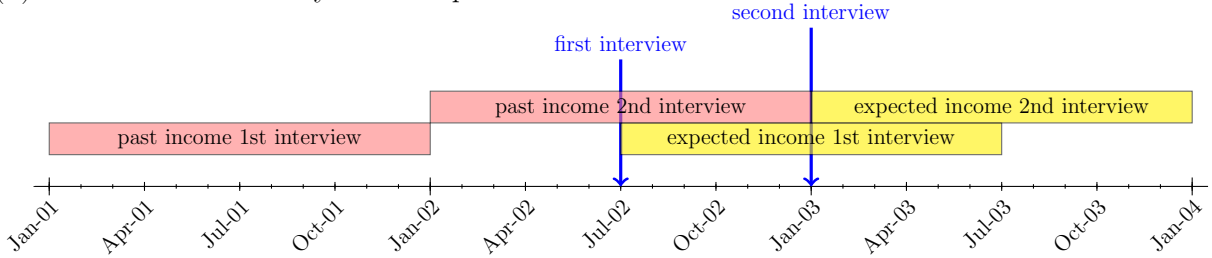 second interview
first interview
past income 2nd interview
expected income 2nd interview
past income 1st interview
expected income 1st interview
Jan-01
Apr-01
Jul-01
Oct-01
Jan-02
Apr-02
Jul-02
Oct-02
Jan-03
Apr-03
Jul-03
Oct-03
Jan-04